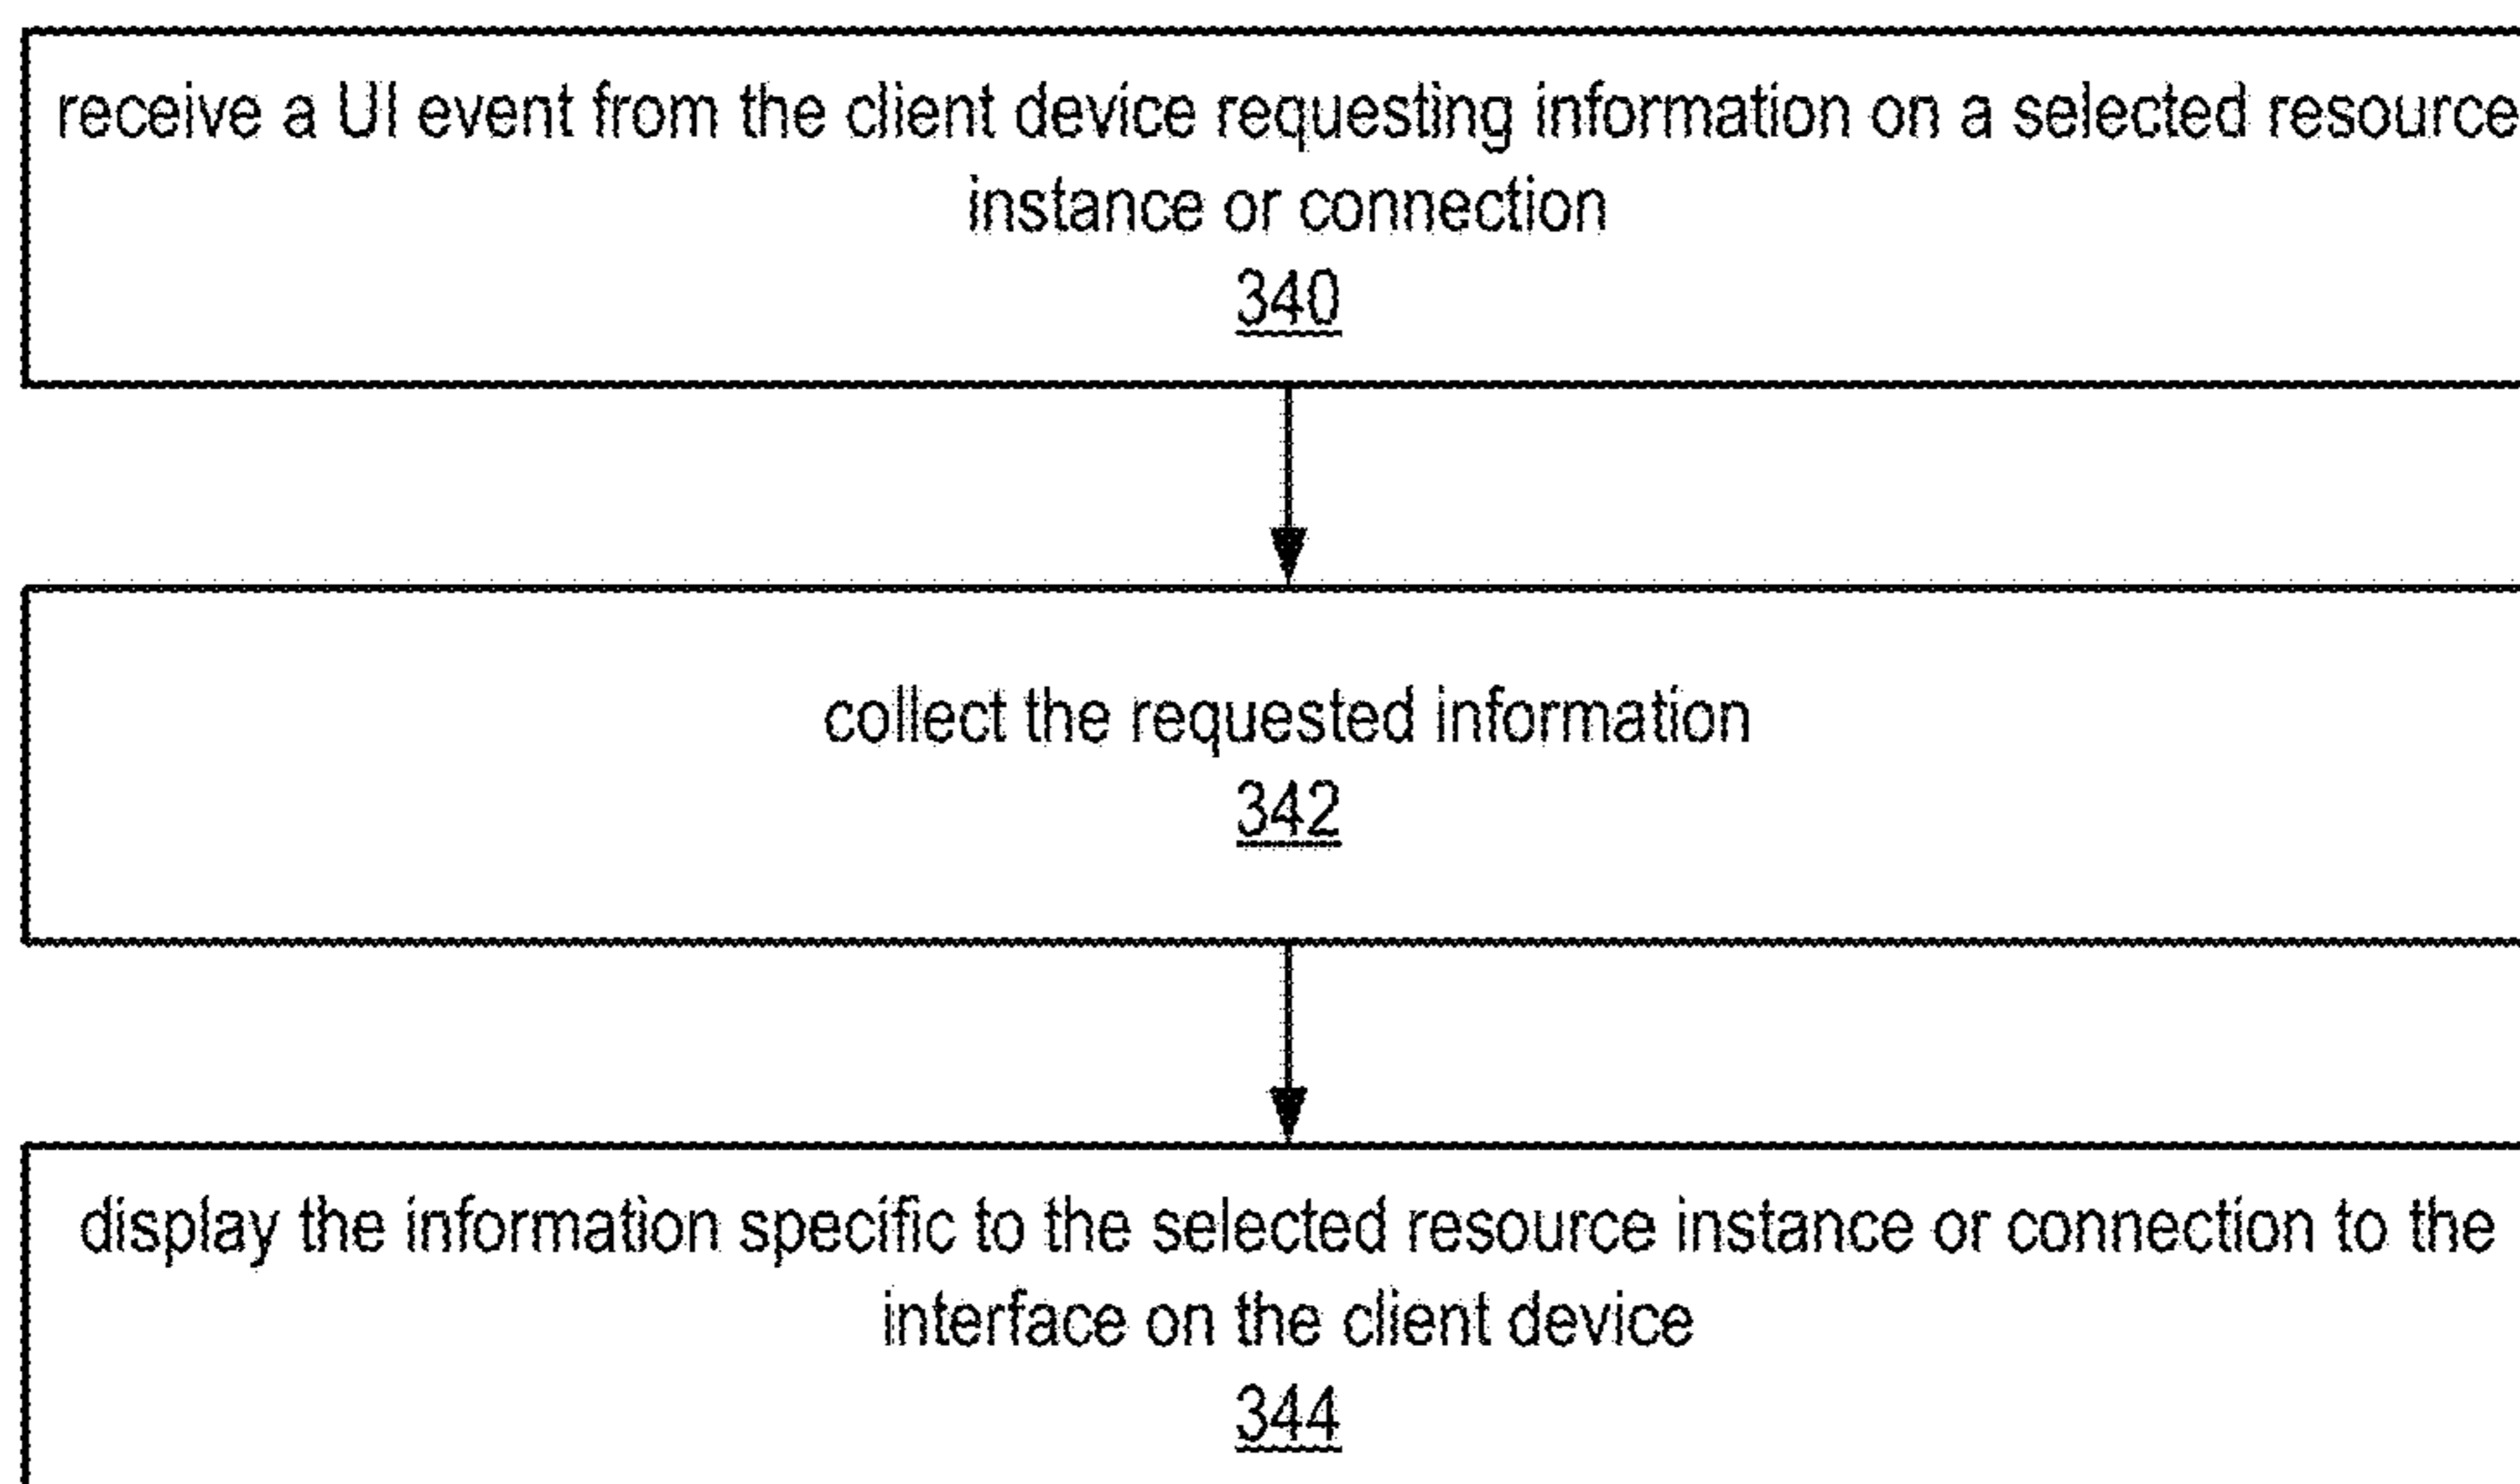 receive a UI event from the client device requesting information on a selected resource
instance or connection
340
collect the requested information
342
display the information specific to the selected resource instance or connection to the
interface on the client device
344